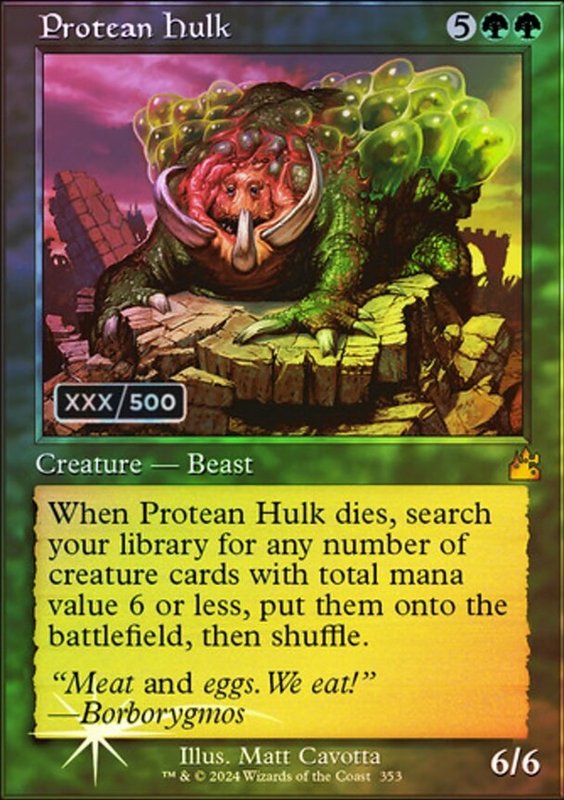 Protean Hulk 5
XXX/500
Creature — Beast
When Protean Hulk dies, search
your library for any number of
creature cards with total mana
value 6 or less, put them onto the
battlefield, then shuffle.
“Meat and eggs. We eat!”
—Borborygmos
Illus. Matt Cavotta
™ & © 2024 Wizards of the Coast 353
6/6